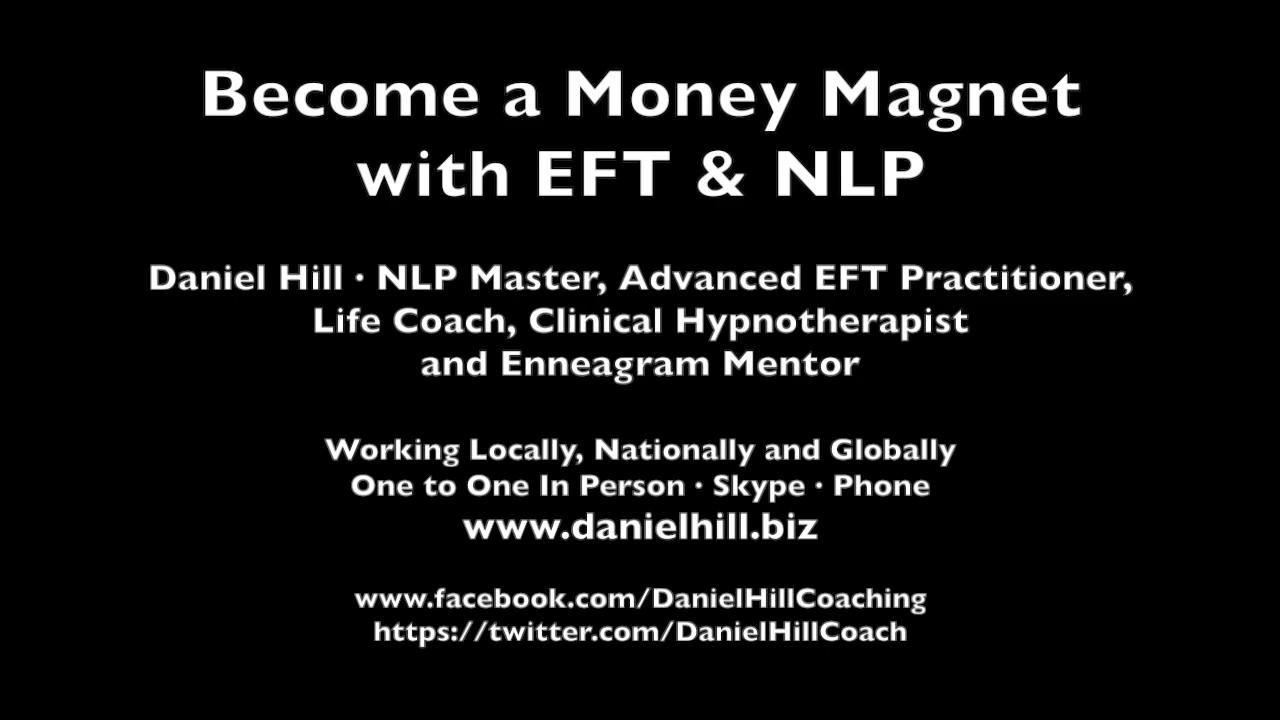 Become a Money Magnet
with EFT & NLP
Daniel Hill · NLP Master, Advanced EFT Practitioner,
Life Coach, Clinical Hypnotherapist
and Enneagram Mentor
Working Locally, Nationally and Globally
One to One In Person · Skype · Phone
www.danielhill.biz
www.facebook.com/DanielHillCoaching
https://twitter.com/DanielHillCoach